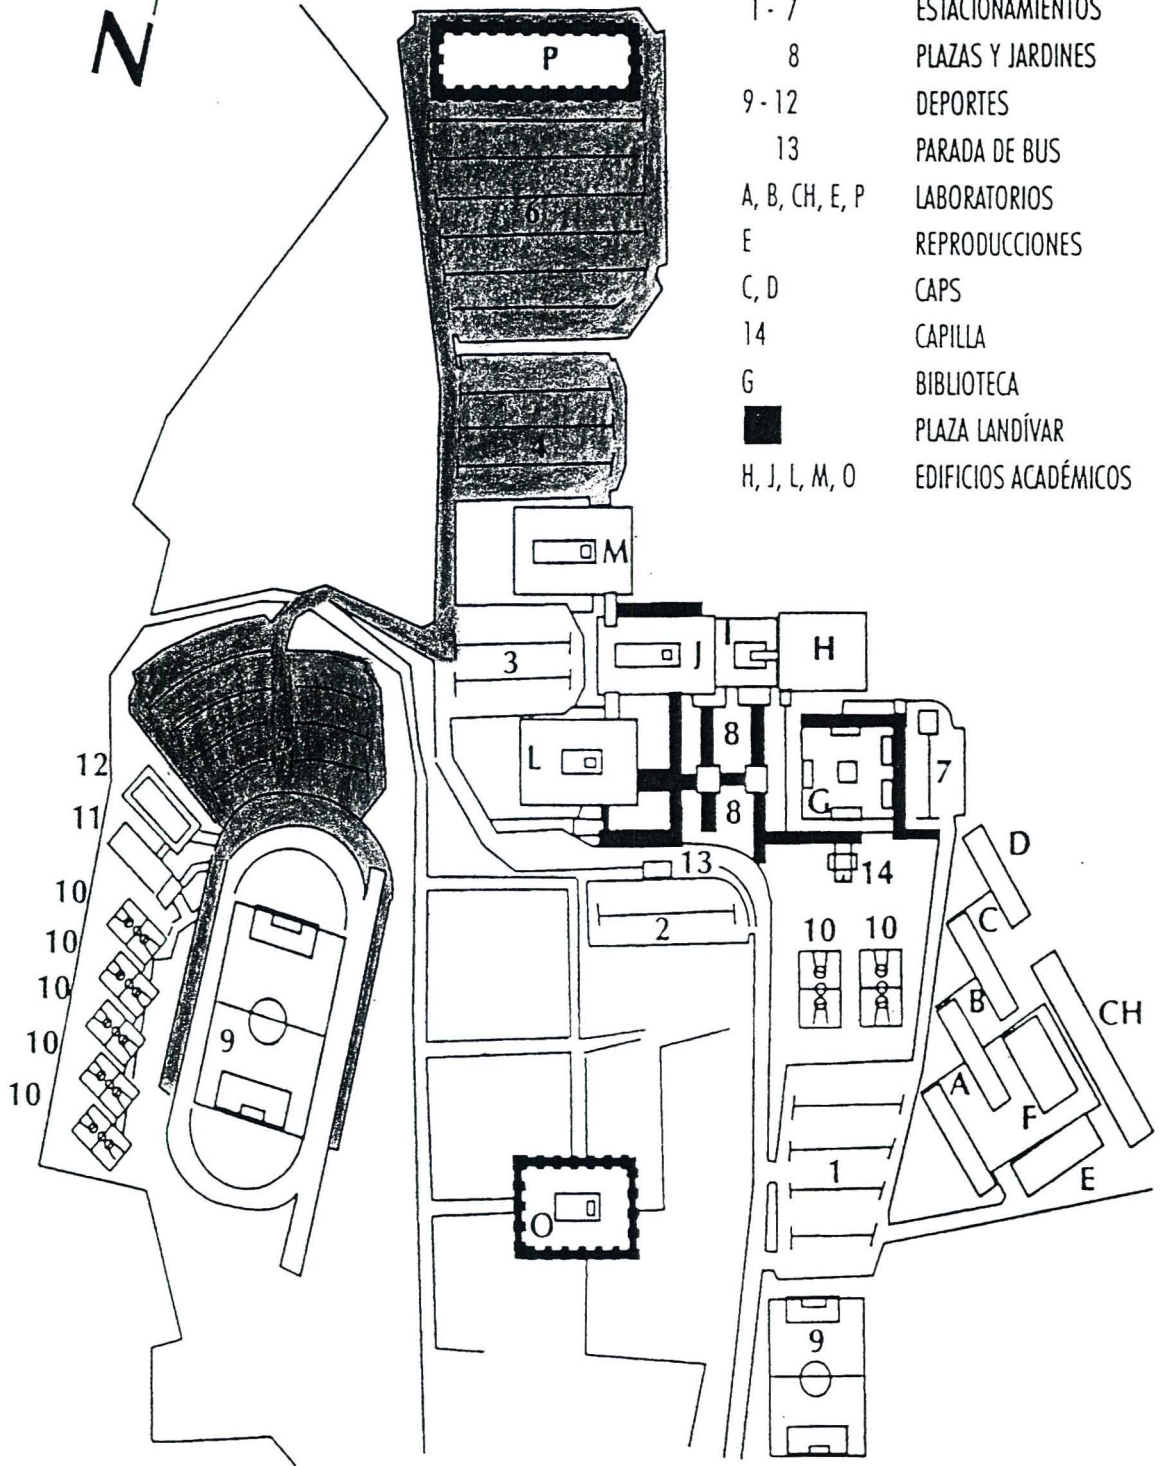 N
1 - 7 ESTACIONAMIENTOS
8 PLAZAS Y JARDINES
9 - 12 DEPORTES
13 PARADA DE BUS
A, B, CH, E, P LABORATORIOS
E REPRODUCCIONES
C, D CAPS
14 CAPILLA
G BIBLIOTECA
PLAZA LANDÍVAR
H, J, L, M, O EDIFICIOS ACADÉMICOS
P
6
4
M
3
J
I
H
L
8
8
G
7
12
11
13
14
D
2
C
10
10
10
10
10
10
10
B
CH
9
A
F
1
E
O
9